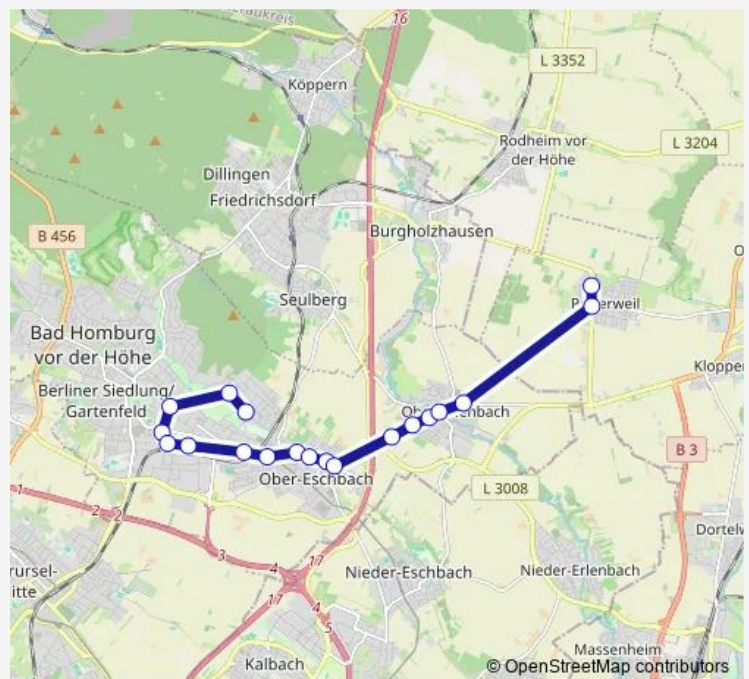 16
L 3352
Köppern
Rodheim vor
der Höhe
L 3204
Dillingen
Friedrichsdorf
B 456
Burgholzhausen
Seulberg
Bad Homburg
vor der Höhe
Kloppe
Berliner Siedlung/
Gartenfeld
B 3
Ober-Eschbach
L 3008
1
2
2
3
4
17
17
4
5
Nieder-Eschbach
Nieder-Erlenbach
Dortelw
rursel-
itte
Kalbach
Massenheim
© OpenStreetMap contributors